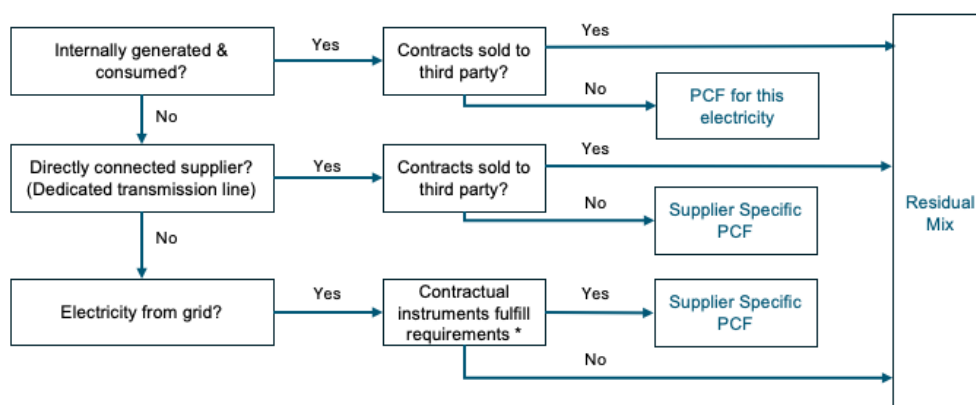 Internally generated &
consumed?
Yes
Contracts sold to
third party?
Yes
No
PCF for this
electricity
No
Directly connected supplier?
(Dedicated transmission line)
Yes
Contracts sold to
third party?
Yes
No
Supplier Specific
PCF
Residual
Mix
No
Electricity from grid?
Yes
Contractual
instruments fulfill
requirements *
Yes
Supplier Specific
PCF
No